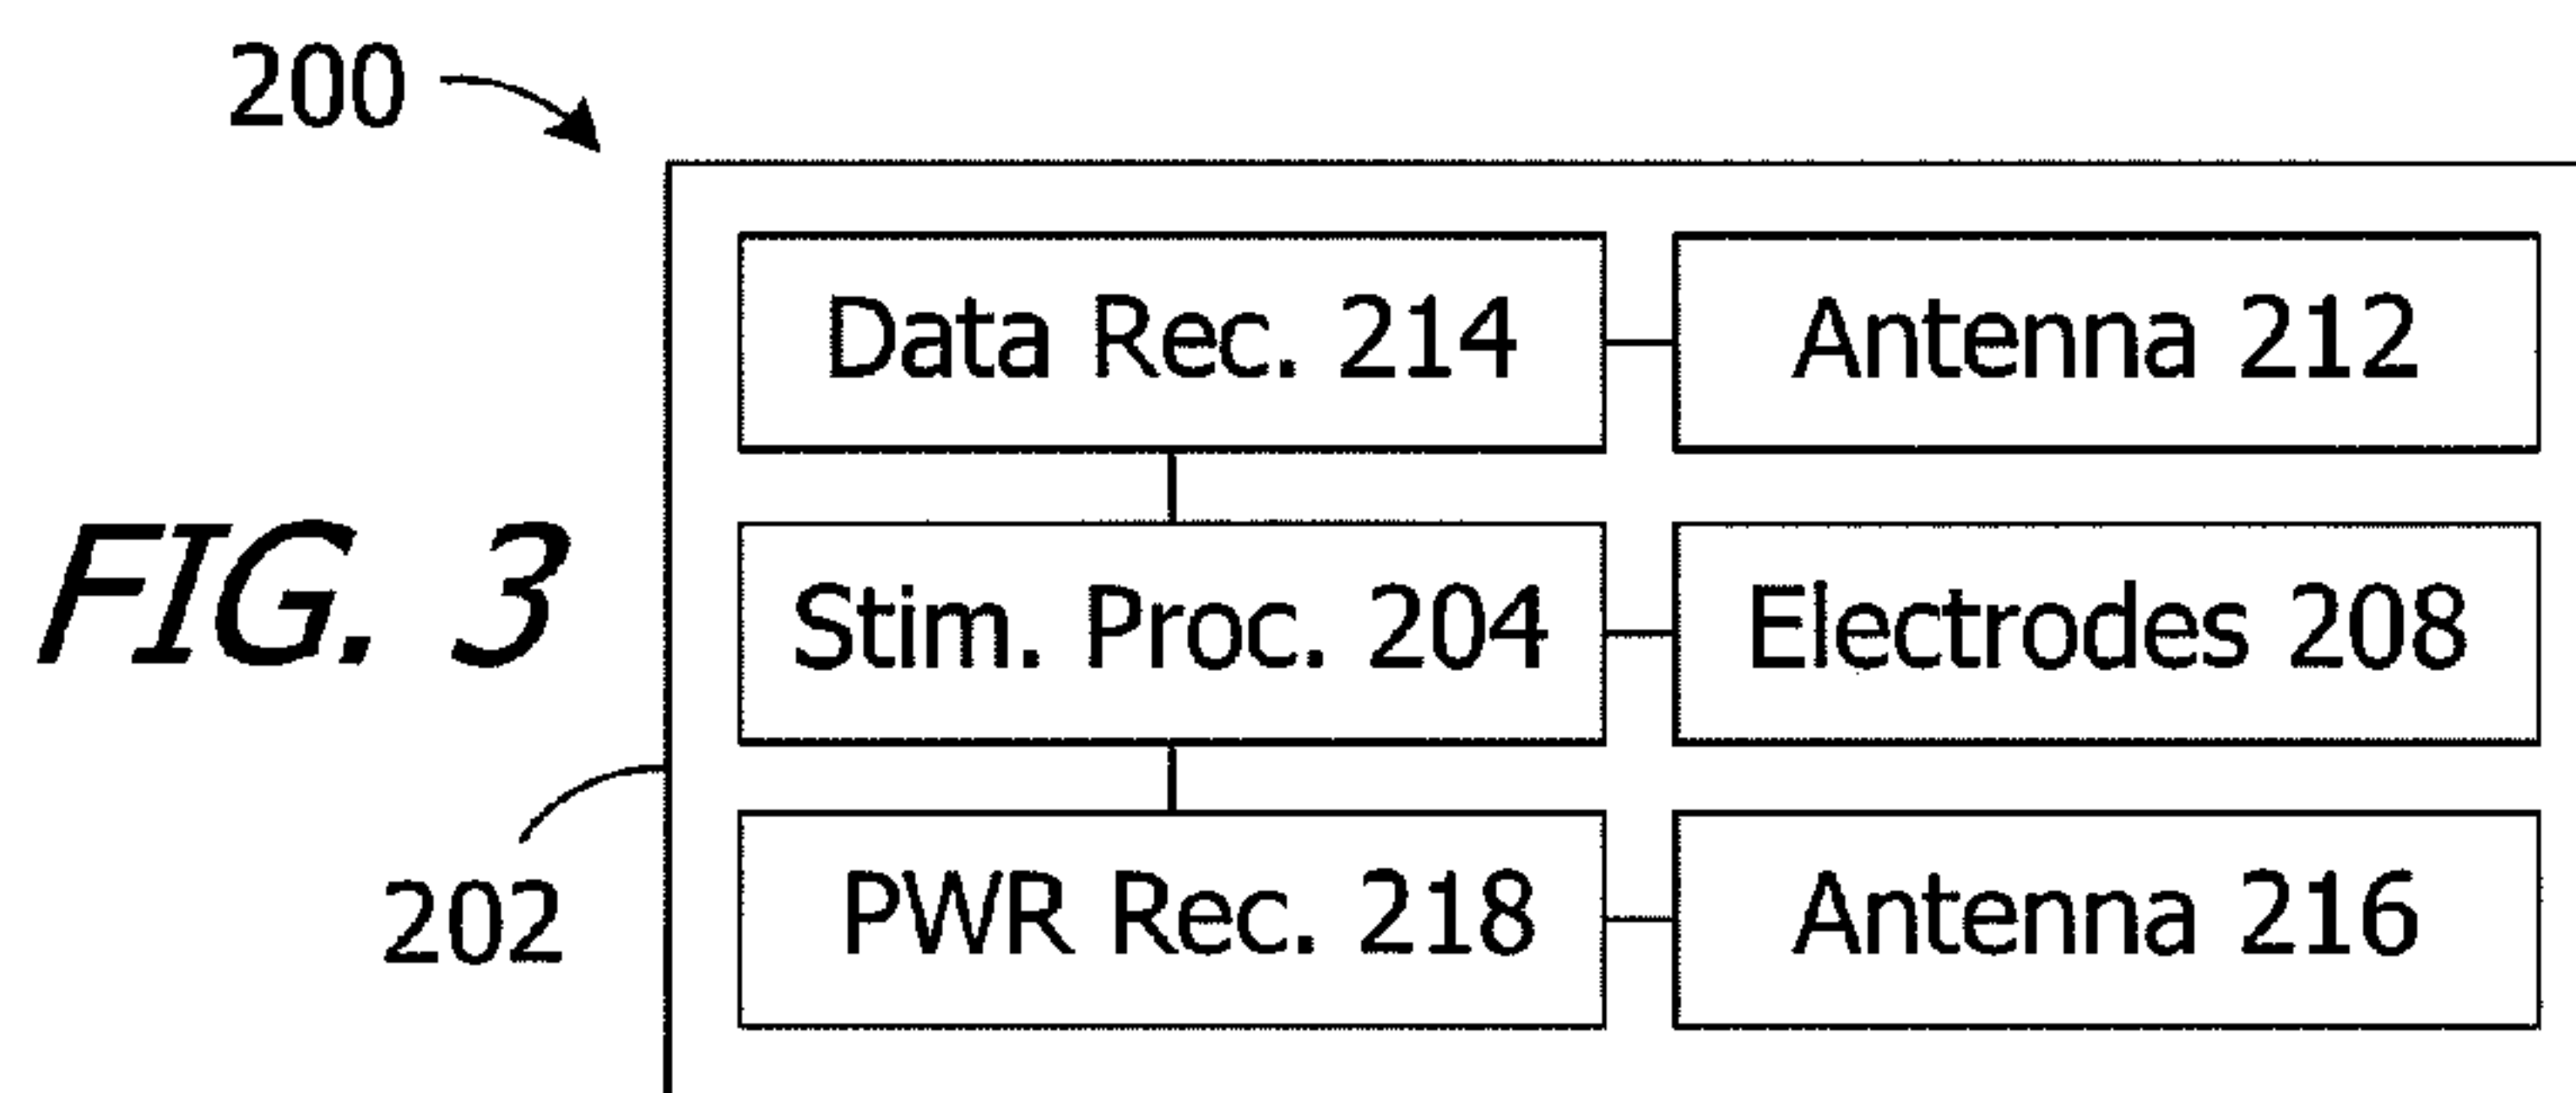 200
Data Rec. 214
Antenna 212
FIG. 3
Stim. Proc. 204
Electrodes 208
202
PWR Rec. 218
Antenna 216